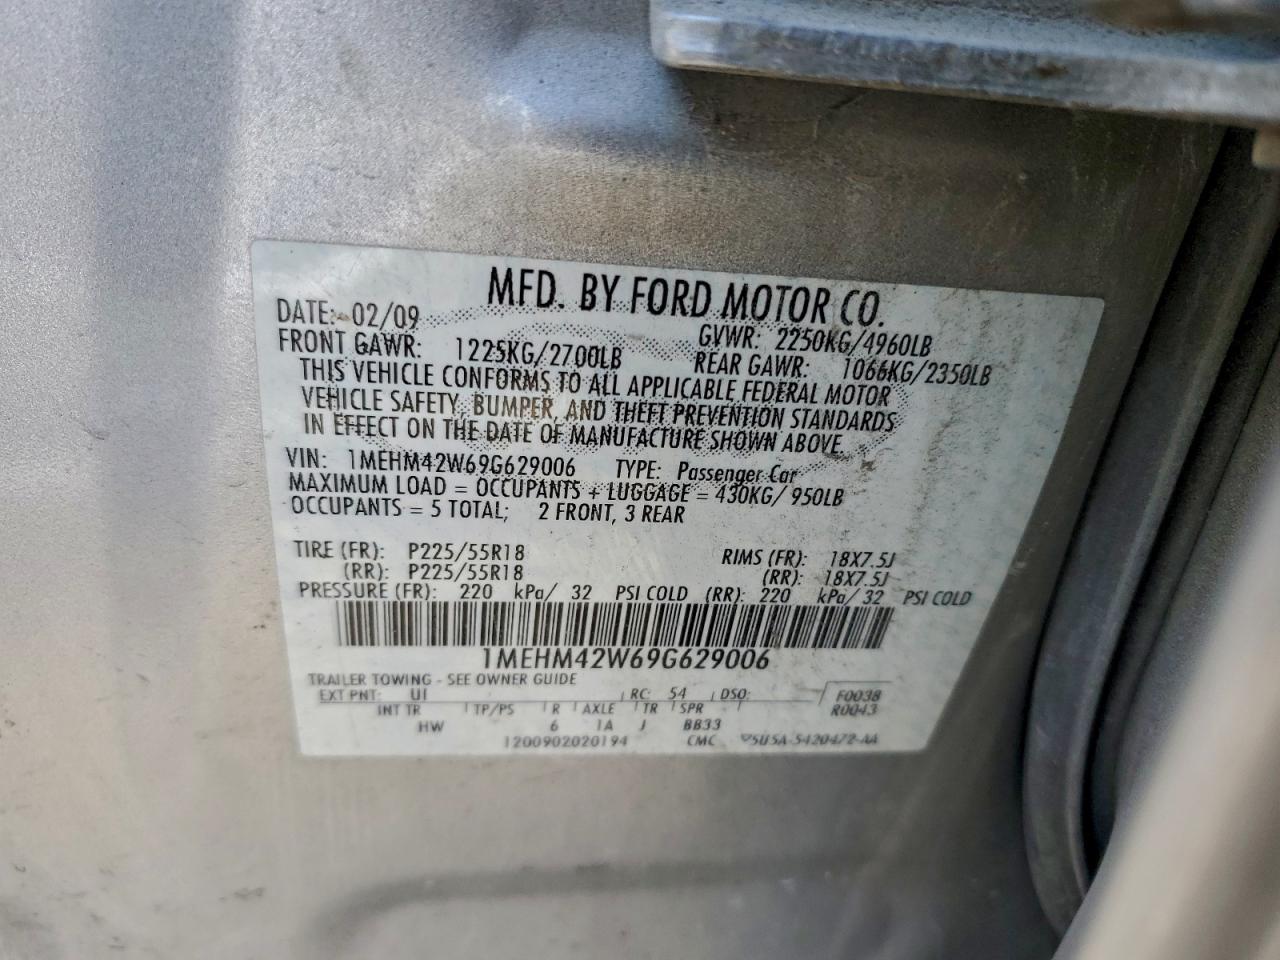 MFD. BY FORD MOTOR CO.
DATE: 02/09 GVWR: 2250KG/4960LB
FRONT GAWR: 1225KG/2700LB REAR GAWR: 1066KG/2350LB
THIS VEHICLE CONFORMS TO ALL APPLICABLE FEDERAL MOTOR
VEHICLE SAFETY, BUMPER, AND THEFT PREVENTION STANDARDS
IN EFFECT ON THE DATE OF MANUFACTURE SHOWN ABOVE.
VIN: 1MEHM42W69G629006 TYPE: Passenger Car
MAXIMUM LOAD = OCCUPANTS + LUGGAGE = 430KG/ 950LB
OCCUPANTS = 5 TOTAL; 2 FRONT, 3 REAR
TIRE (FR): P225/55R18 RIMS (FR): 18X7.5J
(RR): P225/55R18 (RR): 18X7.5J
PRESSURE (FR): 220 kPa/ 32 PSI COLD (RR): 220 kPa/ 32 PSI COLD
1MEHM42W69G629006
TRAILER TOWING - SEE OWNER GUIDE
EXT PNT: UI RC: 54 DSO: F0038
INT TR TP/PS R AXLE TR SPR R0043
HW 6 1A J BB33
1200902020194 CMC